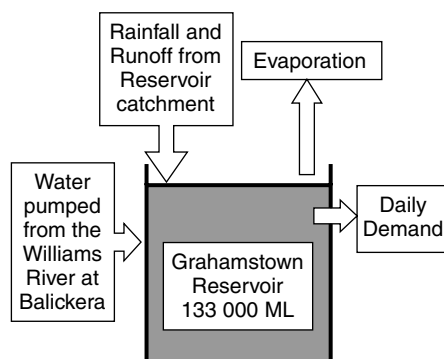 Rainfall and
Runoff from
Reservoir
catchment
Evaporation
Water
pumped
from the
Williams
River at
Balickera
Daily
Demand
Grahamstown
Reservoir
133 000 ML